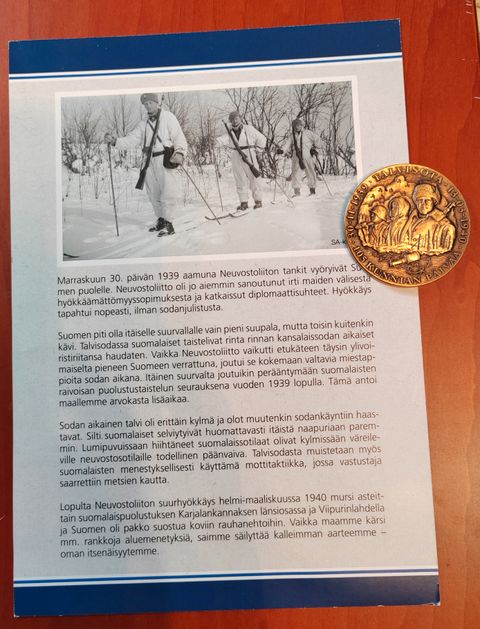 SA-k
Marraskuun 30. päivän 1939 aamuna Neuvostoliiton tankit vyöryivät Suo-
men puolelle. Neuvostoliitto oli jo aiemmin sanoutunut irti maiden välisestä
hyökkäämättömyyssopimuksesta ja katkaissut diplomaattisuhteet. Hyökkäys
tapahtui nopeasti, ilman sodanjulistusta.
Suomen piti olla itäiselle suurvallalle vain pieni suupala, mutta toisin kuitenkin
kävi. Talvisodassa suomalaiset taistelivat rinta rinnan kansalaissodan aikaiset
ristiriitansa haudaten. Vaikka Neuvostoliitto vaikutti etukäteen täysin ylivoi-
maiselta pieneen Suomeen verrattuna, joutui se kokemaan valtavia miestap-
pioita sodan aikana. Itäinen suurvalta joutuikin perääntymään suomalaisten
raivoisan puolustustaistelun seurauksena vuoden 1939 lopulla. Tämä antoi
maallemme arvokasta lisäaikaa.
Sodan aikainen talvi oli erittäin kylmä ja olot muutenkin sodankäyntiin haas-
tavat. Silti suomalaiset selviytyivät huomattavasti itäistä naapuriaan parem-
min. Lumipuvuissaan hiihtäneet suomalaissotilaat olivat kylmissään väreile-
ville neuvostosotilaille todellinen päänvaiva. Talvisodasta muistetaan myös
suomalaisten menestyksellisesti käyttämä mottitaktiikka, jossa vastustaja
saarrettiin metsien kautta.
Lopulta Neuvostoliiton suurhyökkäys helmi-maaliskuussa 1940 mursi asteit-
tain suomalaispuolustuksen Karjalankannaksen länsiosassa ja Viipurinlahdella
ja Suomen oli pakko suostua koviin rauhanehtoihin. Vaikka maamme kärsi
mm. rankkoja aluemenetyksiä, saimme säilyttää kalleimman aarteemme –
oman itsenäisyytemme.
TALVISOTA
105 KUNNIAN PÄIVÄÄ